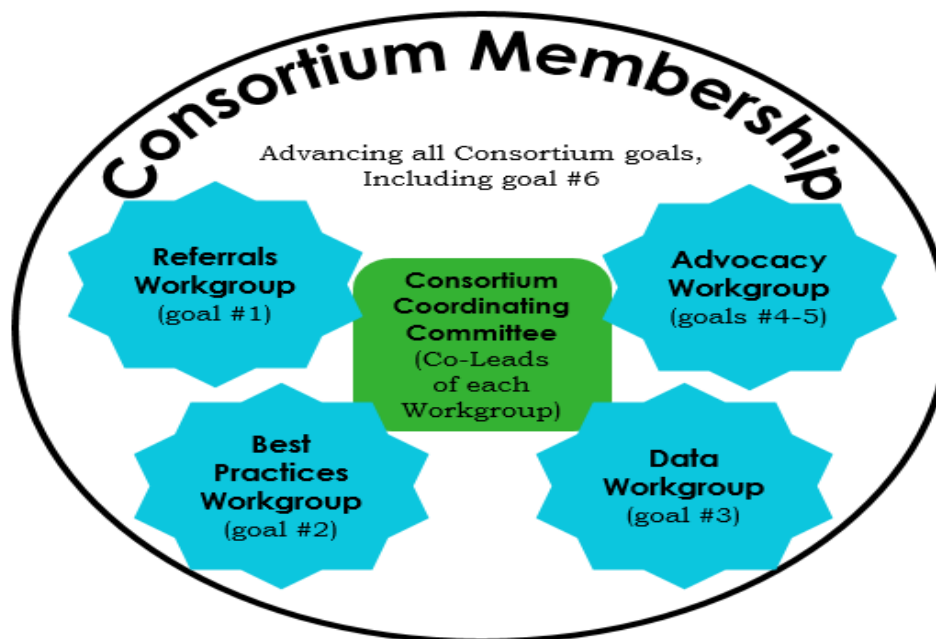 Consortium Membership
Advancing all Consortium goals,
Including goal #6
Referrals
Workgroup
(goal #1)
Consortium
Coordinating
Committee
(Co-Leads
of each
Workgroup)
Advocacy
Workgroup
(goals #4-5)
Best
Practices
Workgroup
(goal #2)
Data
Workgroup
(goal #3)